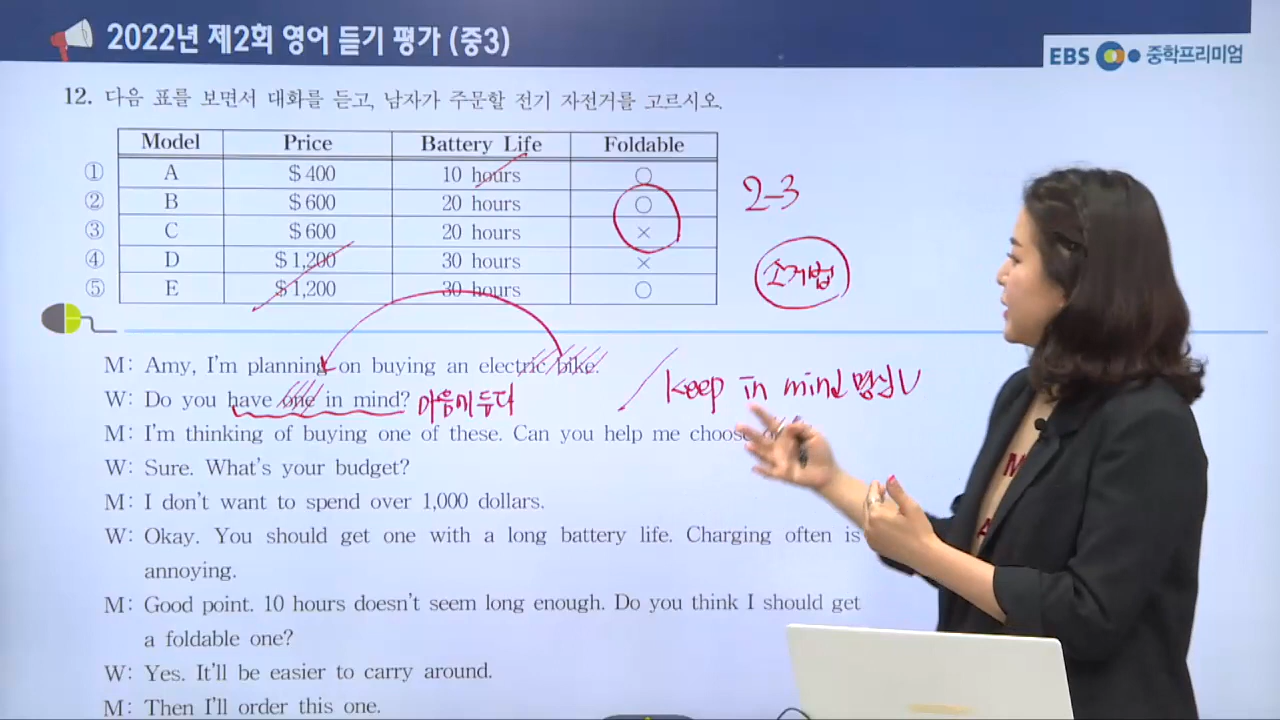 2022년 제2회 영어 듣기 평가 (중3)
EBS 중학프리미엄
12. 다음 표를 보면서 대화를 듣고, 남자가 주문할 전기 자전거를 고르시오.
Model Price Battery Life Foldable
① A $400 10 hours ○
② B $600 20 hours ○
③ C $600 20 hours ×
④ D $1,200 30 hours ×
⑤ E $1,200 30 hours ○
2-3
소거법
M: Amy, I'm planning on buying an electric bike.
W: Do you have one in mind? 마음에 두다
keep in mind 명심
M: I'm thinking of buying one of these. Can you help me choose
W: Sure. What's your budget?
M: I don't want to spend over 1,000 dollars.
W: Okay. You should get one with a long battery life. Charging often is
annoying.
M: Good point. 10 hours doesn't seem long enough. Do you think I should get
a foldable one?
W: Yes. It'll be easier to carry around.
M: Then I'll order this one.